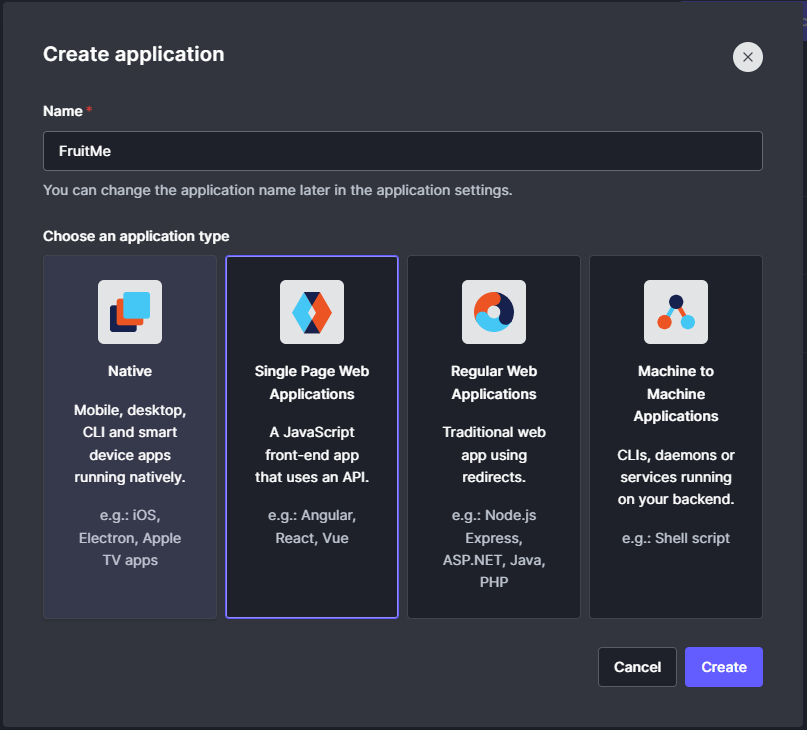 Create application
Name *
FruitMe
You can change the application name later in the application settings.
Choose an application type
Native
Mobile, desktop,
CLI and smart
device apps
running natively.
e.g.: iOS,
Electron, Apple
TV apps
Single Page Web
Applications
A JavaScript
front-end app
that uses an API.
e.g.: Angular,
React, Vue
Regular Web
Applications
Traditional web
app using
redirects.
e.g.: Node.js
Express,
ASP.NET, Java,
PHP
Machine to
Machine
Applications
CLIs, daemons or
services running
on your backend.
e.g.: Shell script
Cancel
Create